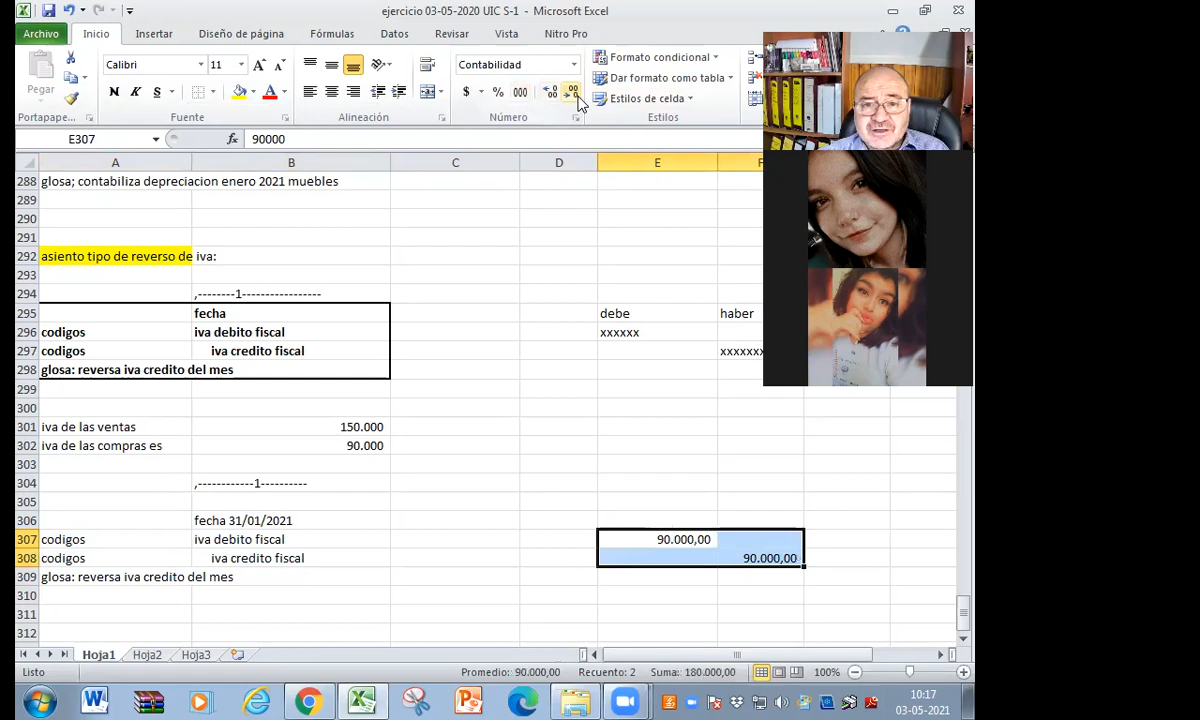 ejercicio 03-05-2020 UIC S-1 - Microsoft Excel
Archivo Inicio Insertar Diseño de página Fórmulas Datos Revisar Vista Nitro Pro
Pegar
Calibri 11
N K S A
Contabilidad
$ % 000
Formato condicional
Dar formato como tabla
Estilos de celda
Portapape... Fuente Alineación Número Estilos
E307 fx 90000
A B C D E F
288 glosa; contabiliza depreciacion enero 2021 muebles
289
290
291
292 asiento tipo de reverso de iva:
293
294 ,--------1-----------------
295 fecha debe haber
296 codigos iva debito fiscal xxxxxx
297 codigos iva credito fiscal xxxxxxx
298 glosa: reversa iva credito del mes
299
300
301 iva de las ventas 150.000
302 iva de las compras es 90.000
303
304 ,------------1----------
305
306 fecha 31/01/2021
307 codigos iva debito fiscal 90.000,00
308 codigos iva credito fiscal 90.000,00
309 glosa: reversa iva credito del mes
310
311
312
Hoja1 Hoja2 Hoja3
Listo Promedio: 90.000,00 Recuento: 2 Suma: 180.000,00 100%
10:17
03-05-2021